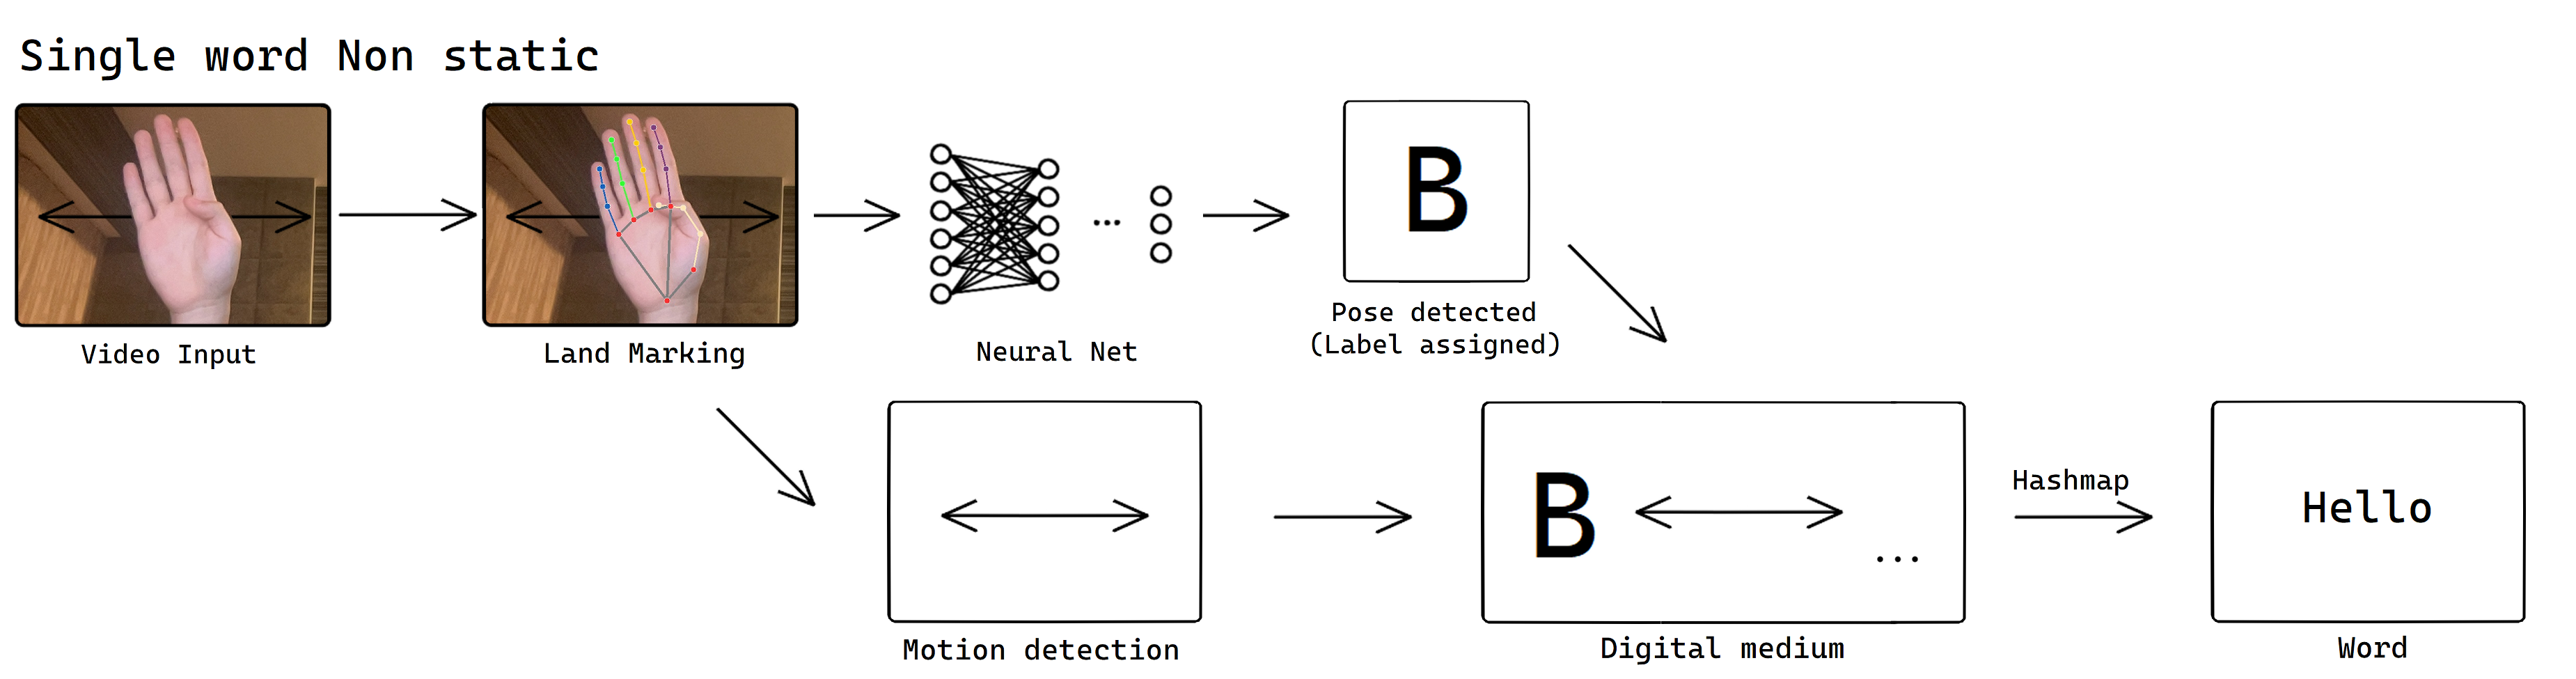 Single word Non static
Video Input
Land Marking
...
Neural Net
B
Pose detected
(Label assigned)
Motion detection
B
...
Digital medium
Hashmap
Hello
Word